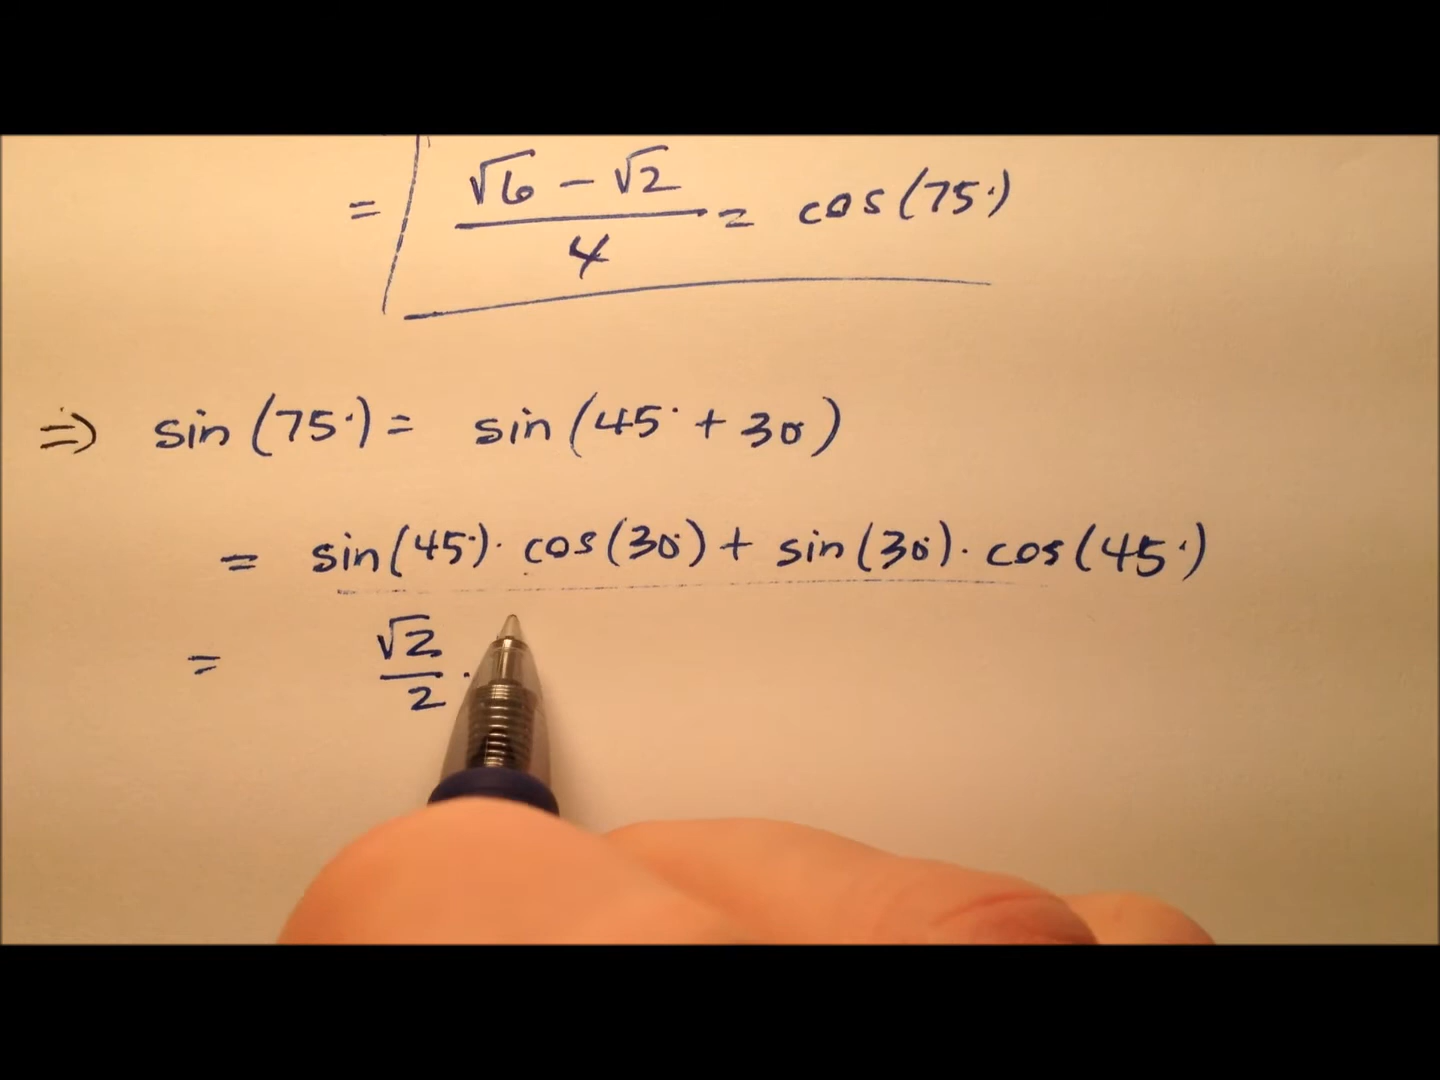 = √6 - √2 / 4 = cos(75°)
⇒ sin(75°) = sin(45° + 30°)
= sin(45°) · cos(30°) + sin(30°) · cos(45°)
= √2 / 2 ·